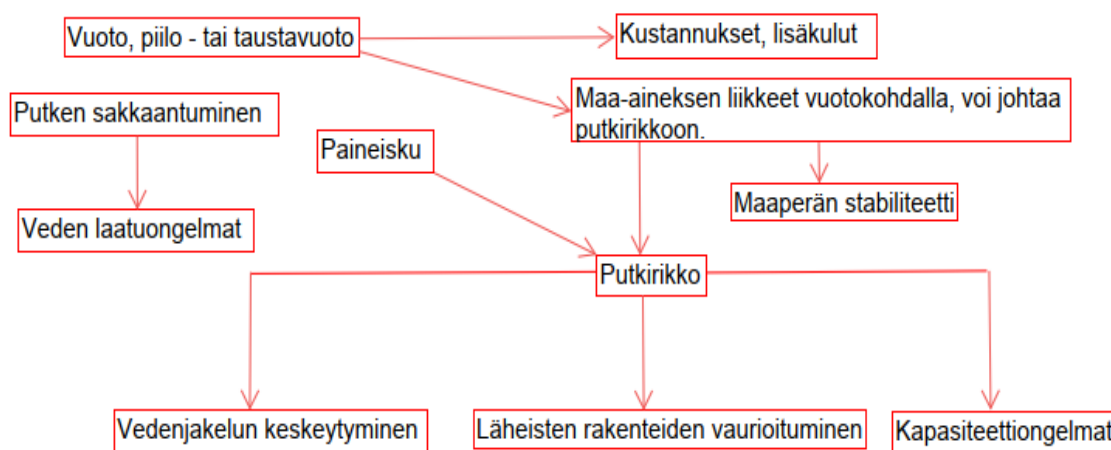 Vuoto, piilo - tai taustavuoto
Kustannukset, lisäkulut
Maa-aineksen liikkeet vuotokohdalla, voi johtaa
putkirikkoon.
Putken sakkaantuminen
Paineisku
Maaperän stabiliteetti
Veden laatuongelmat
Putkirikko
Vedenjakelun keskeytyminen
Läheisten rakenteiden vaurioituminen
Kapasiteettiongelmat